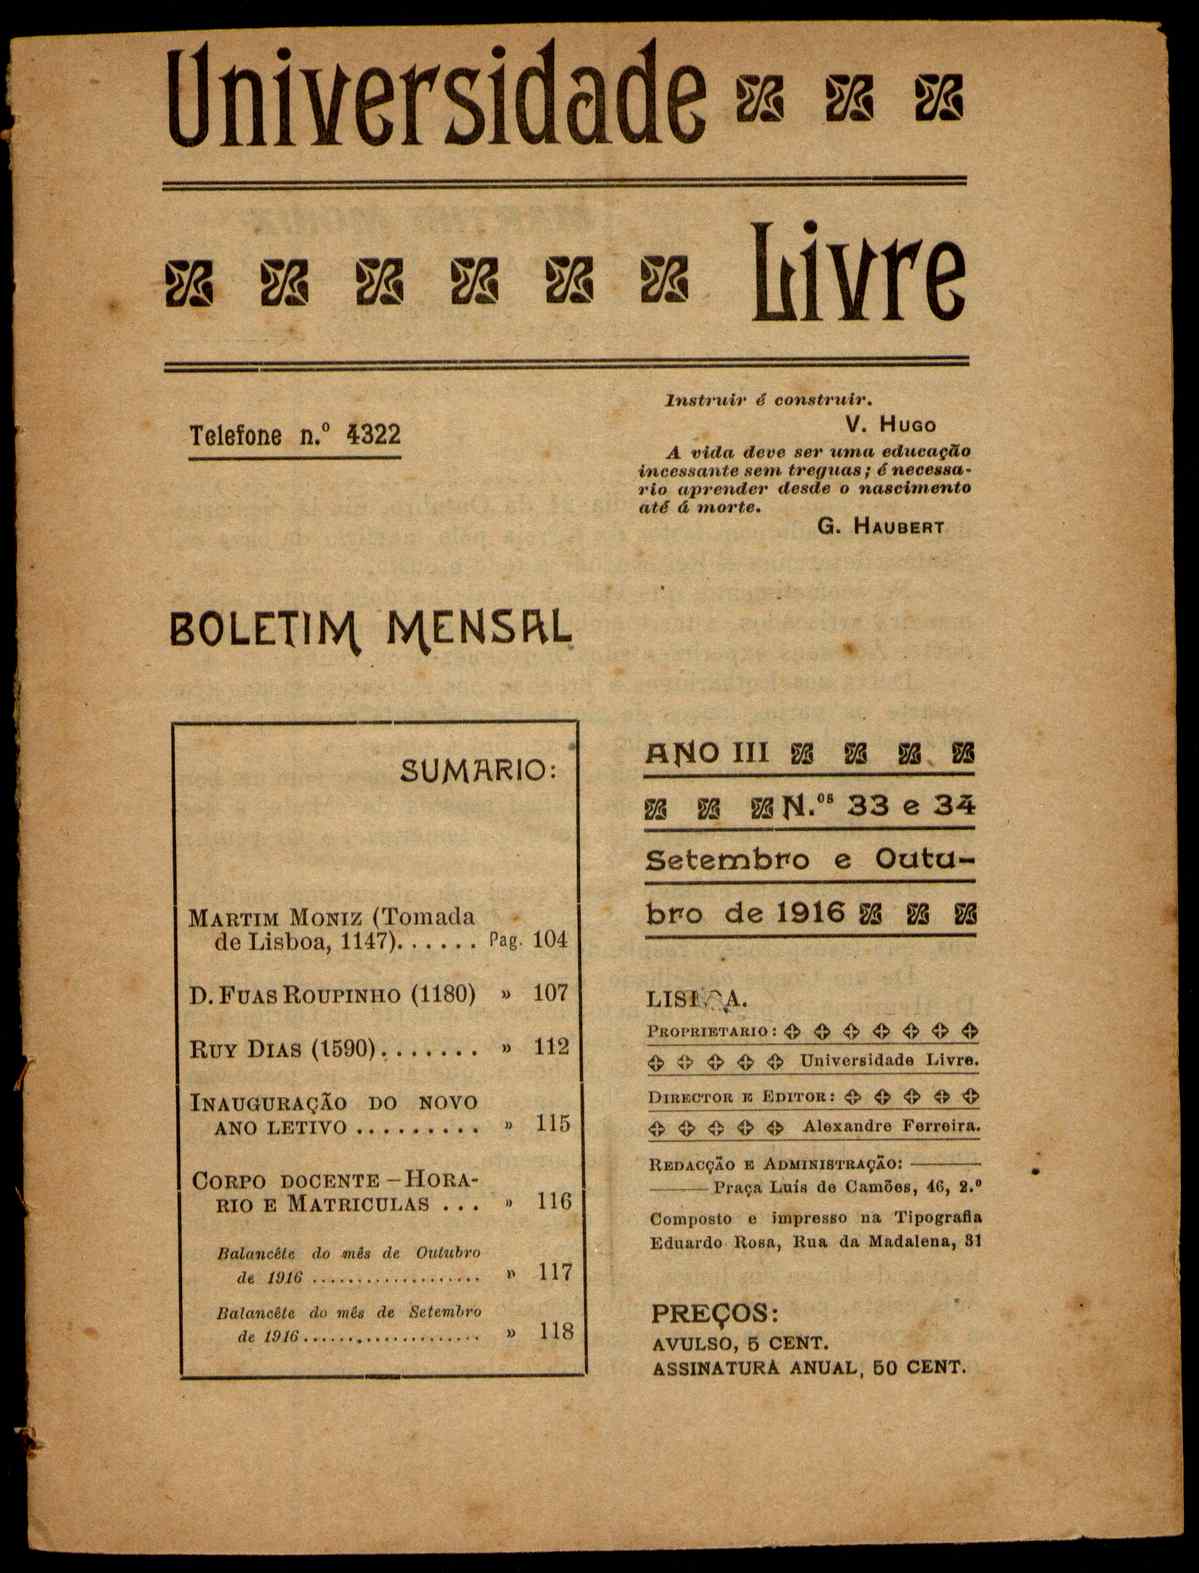 Universidade
Livre
Telefone n.º 4322
Instruir é construir.
V. Hugo
A vida deve ser uma educação
incessante sem treguas; é necessa-
rio aprender desde o nascimento
até á morte.
G. Haubert
BOLETIM MENSAL
SUMARIO:
Martim Moniz (Tomada
de Lisboa, 1147)...... Pag. 104
D. Fuas Roupinho (1180) » 107
Ruy Dias (1590)....... » 112
Inauguração do novo
ano letivo ......... » 115
Corpo docente – Hora-
rio e Matriculas ... » 116
Balancête do mês de Outubro
de 1916 ................... » 117
Balancête do mês de Setembro
de 1916..................... » 118
ANO III
N.ᵒˢ 33 e 34
Setembro e Outu-
bro de 1916
LISBOA.
Proprietario:
Universidade Livre.
Director e Editor:
Alexandre Ferreira.
Redacção e Administração:
Praça Luís de Camões, 46, 2.º
Composto e impresso na Tipografia
Eduardo Rosa, Rua da Madalena, 31
PREÇOS:
AVULSO, 5 CENT.
ASSINATURA ANUAL, 50 CENT.